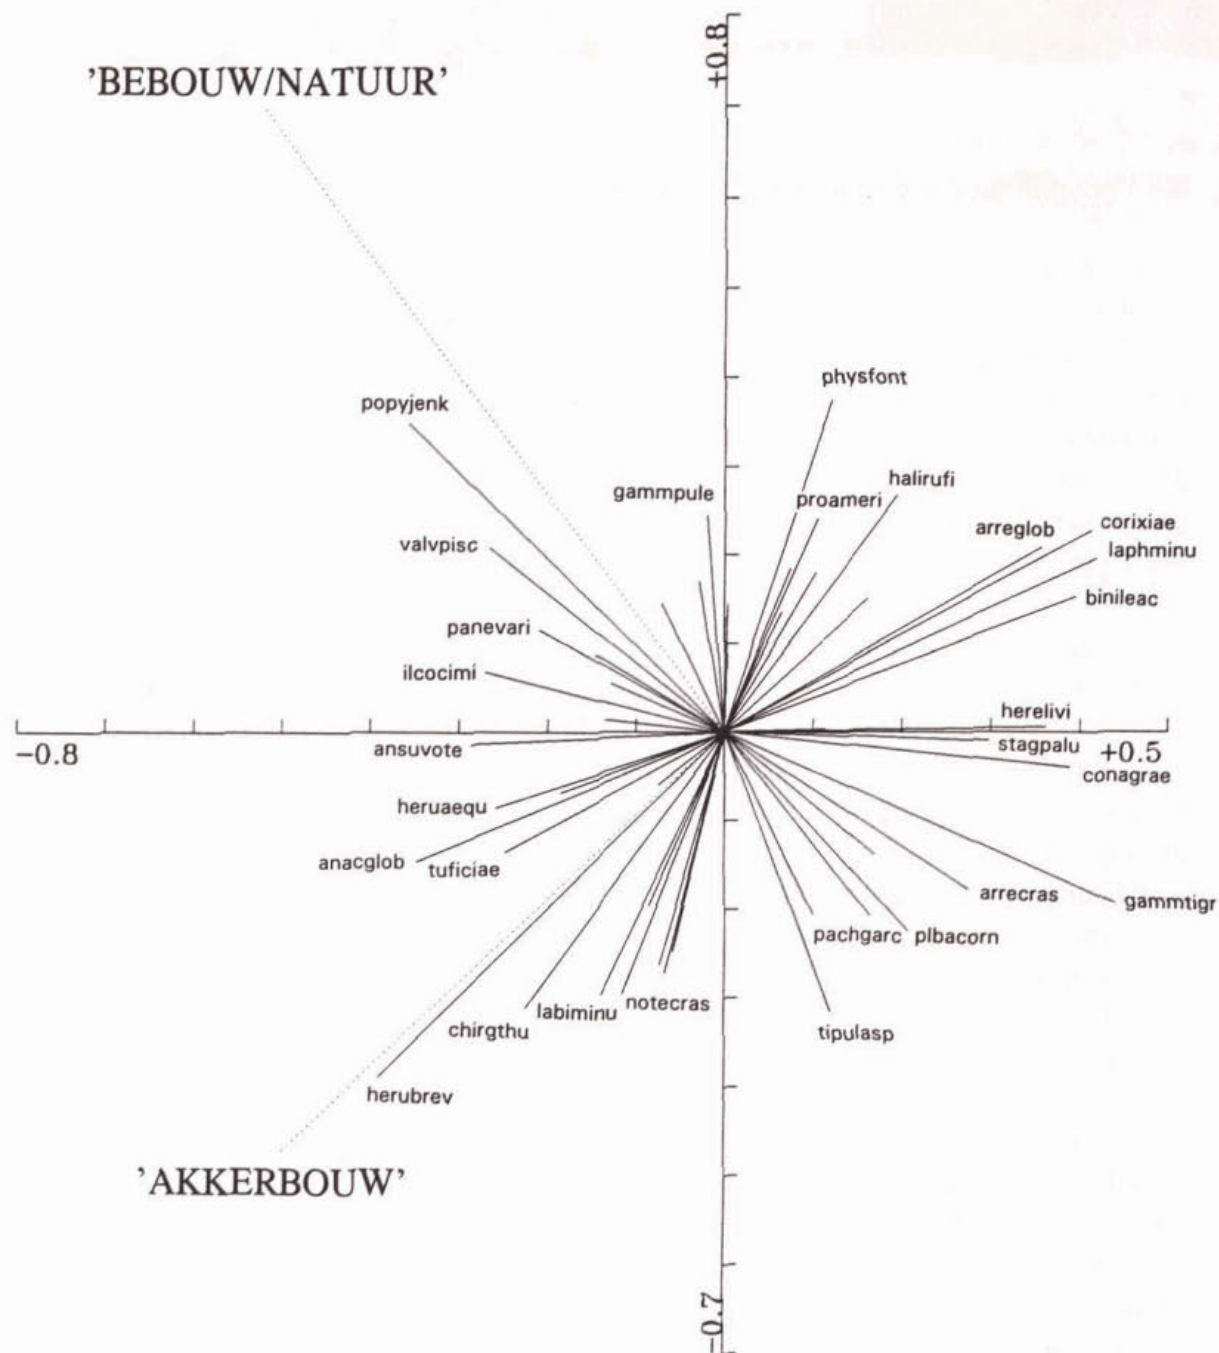 +0.8
'BEBOUW/NATUUR'
physfont
popyjenk
halirufi
gammpule
proameri
corixiae
arreglob
valvpisc
laphminu
binileac
panevari
ilcocimi
herelivi
ansuvote
stagpalu
-0.8
+0.5
conagrae
heruaequ
anacglob
tuficiae
arrecras
gammtigr
pachgarc
plbacorn
labiminu
notecras
chirgthu
tipulasp
herubrev
'AKKERBOUW'
-0.7